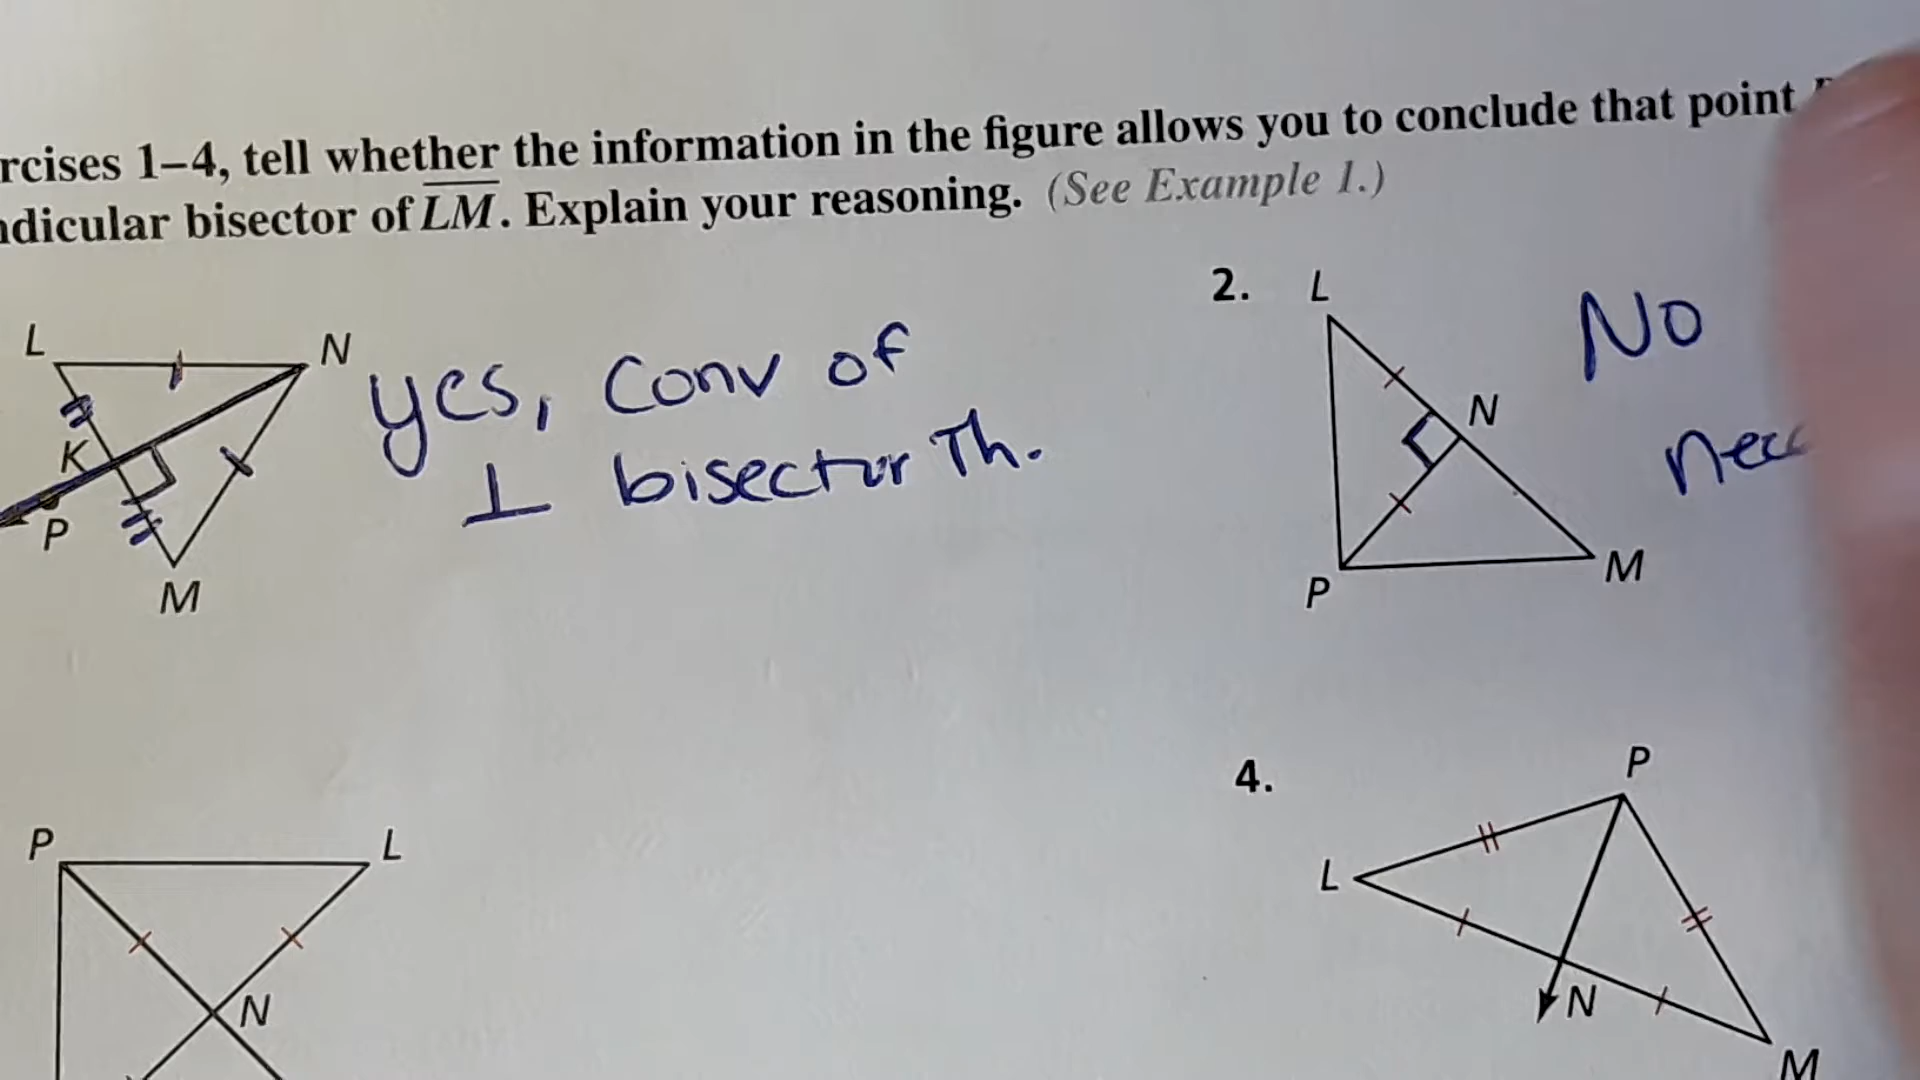 rcises 1–4, tell whether the information in the figure allows you to conclude that point
dicular bisector of LM. Explain your reasoning. (See Example 1.)
L
N
K
P
M
yes, conv of
⊥ bisector Th.
2.
L
N
P
M
No
P
L
N
4.
P
L
N
M